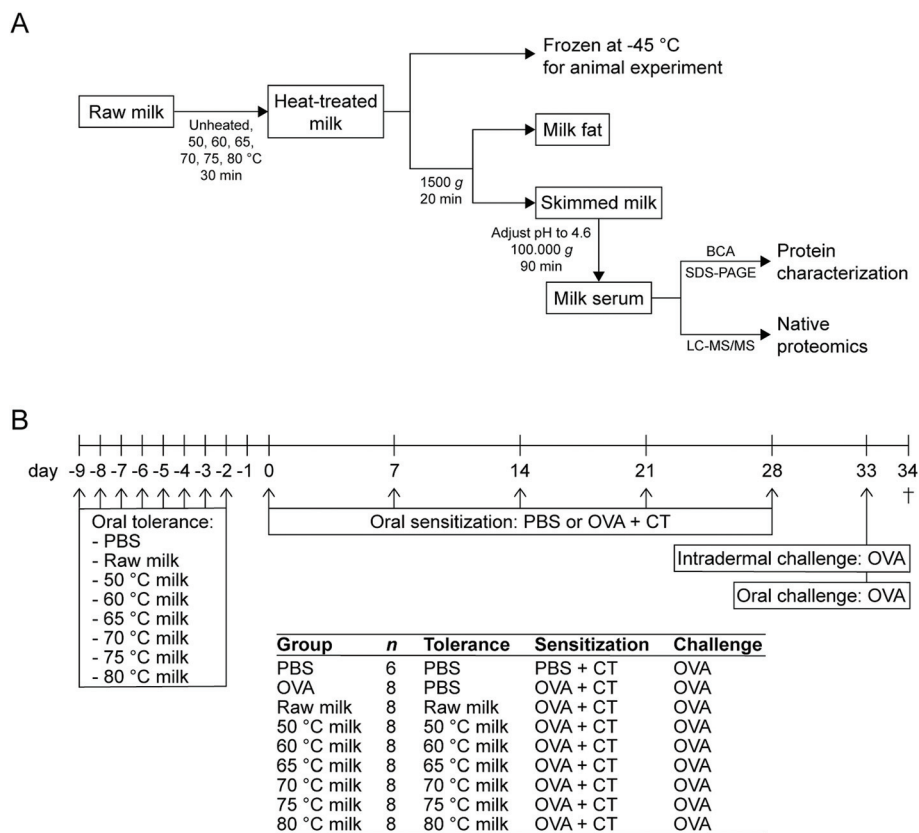 A
Raw milk
Unheated,
50, 60, 65,
70, 75, 80 °C
30 min
Heat-treated
milk
Frozen at -45 °C
for animal experiment
1500 g
20 min
Milk fat
Skimmed milk
Adjust pH to 4.6
100.000 g
90 min
Milk serum
BCA
SDS-PAGE
Protein
characterization
LC-MS/MS
Native
proteomics
B
day -9 -8 -7 -6 -5 -4 -3 -2 -1 0 7 14 21 28 33 34
†
Oral tolerance:
- PBS
- Raw milk
- 50 °C milk
- 60 °C milk
- 65 °C milk
- 70 °C milk
- 75 °C milk
- 80 °C milk
Oral sensitization: PBS or OVA + CT
Intradermal challenge: OVA
Oral challenge: OVA
Group n Tolerance Sensitization Challenge
PBS 6 PBS PBS + CT OVA
OVA 8 PBS OVA + CT OVA
Raw milk 8 Raw milk OVA + CT OVA
50 °C milk 8 50 °C milk OVA + CT OVA
60 °C milk 8 60 °C milk OVA + CT OVA
65 °C milk 8 65 °C milk OVA + CT OVA
70 °C milk 8 70 °C milk OVA + CT OVA
75 °C milk 8 75 °C milk OVA + CT OVA
80 °C milk 8 80 °C milk OVA + CT OVA